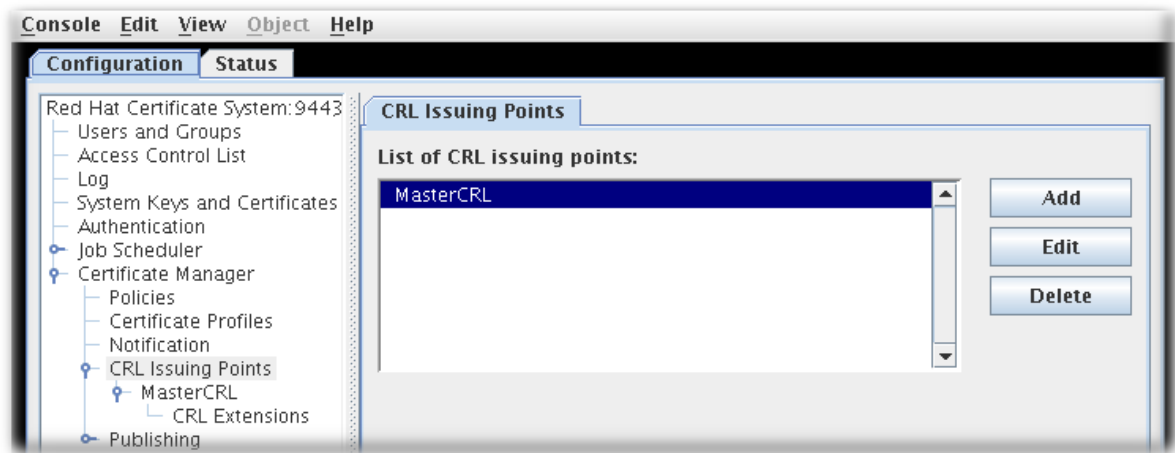 Console Edit View Object Help
Configuration Status
Red Hat Certificate System:9443
Users and Groups
Access Control List
Log
System Keys and Certificates
Authentication
Job Scheduler
Certificate Manager
Policies
Certificate Profiles
Notification
CRL Issuing Points
MasterCRL
CRL Extensions
Publishing
CRL Issuing Points
List of CRL issuing points:
MasterCRL
Add
Edit
Delete